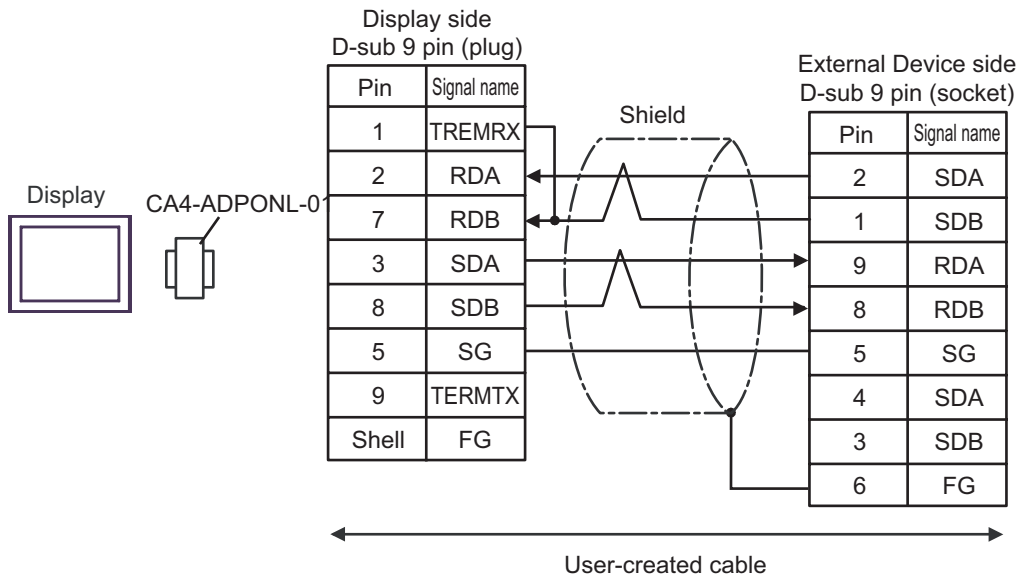 Display side
D-sub 9 pin (plug)
External Device side
D-sub 9 pin (socket)
Display
CA4-ADPONL-01
Shield
Pin Signal name
1 TREMRX
2 RDA
7 RDB
3 SDA
8 SDB
5 SG
9 TERMTX
Shell FG
Pin Signal name
2 SDA
1 SDB
9 RDA
8 RDB
5 SG
4 SDA
3 SDB
6 FG
User-created cable